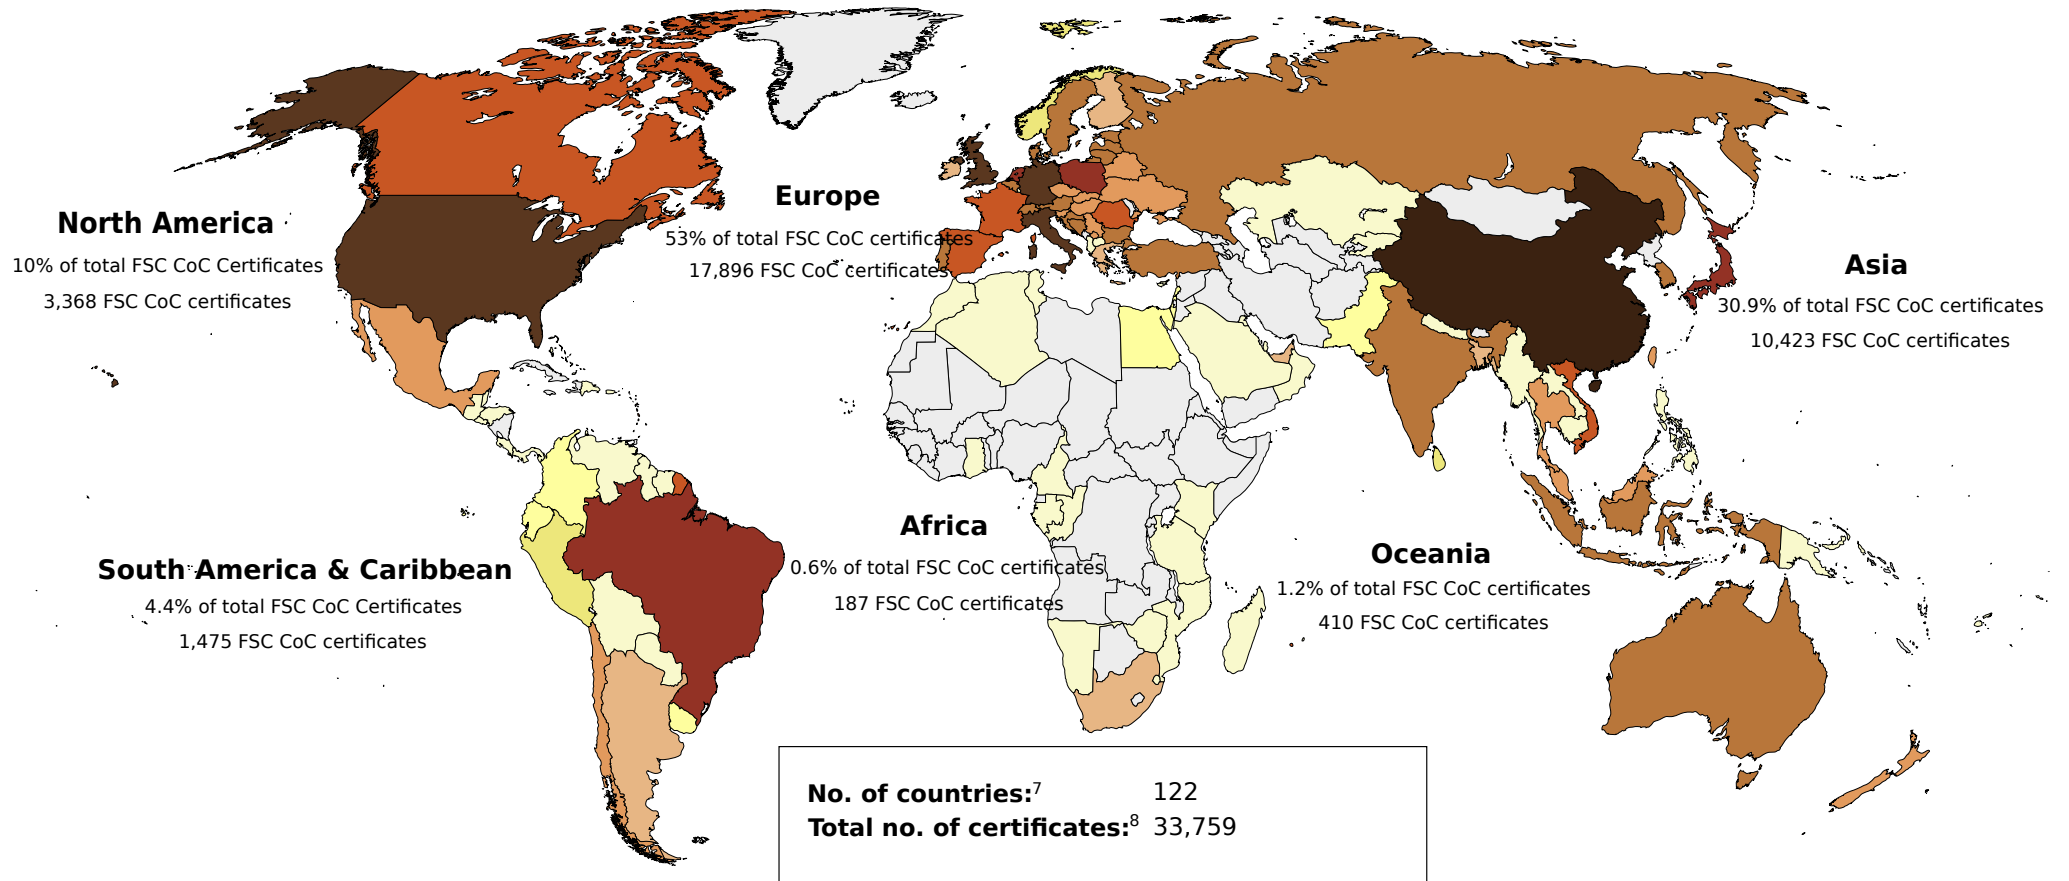 North America
10% of total FSC CoC Certificates
3,368 FSC CoC certificates
Europe
53% of total FSC CoC certificates
17,896 FSC CoC certificates
Asia
30.9% of total FSC CoC certificates
10,423 FSC CoC certificates
South America & Caribbean
4.4% of total FSC CoC Certificates
1,475 FSC CoC certificates
Africa
0.6% of total FSC CoC certificates
187 FSC CoC certificates
Oceania
1.2% of total FSC CoC certificates
410 FSC CoC certificates
No. of countries:⁷ 122
Total no. of certificates:⁸ 33,759